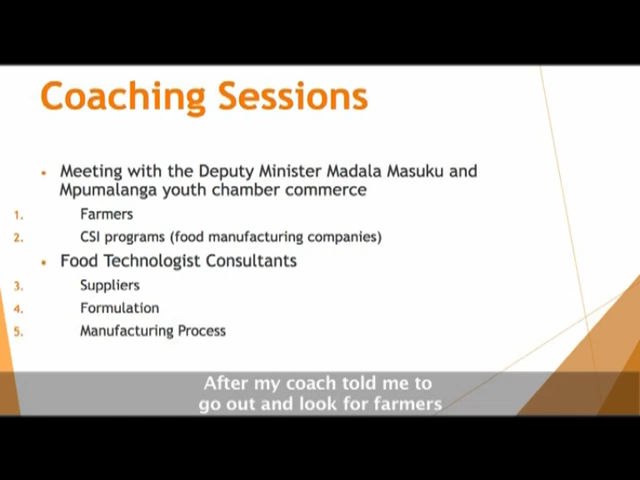 Coaching Sessions
• Meeting with the Deputy Minister Madala Masuku and
Mpumalanga youth chamber commerce
1. Farmers
2. CSI programs (food manufacturing companies)
• Food Technologist Consultants
3. Suppliers
4. Formulation
5. Manufacturing Process
After my coach told me to
go out and look for farmers